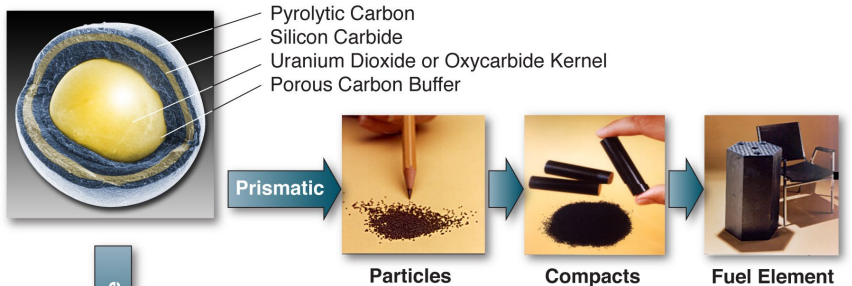 Pyrolytic Carbon
Silicon Carbide
Uranium Dioxide or Oxycarbide Kernel
Porous Carbon Buffer
Prismatic
Particles
Compacts
Fuel Element